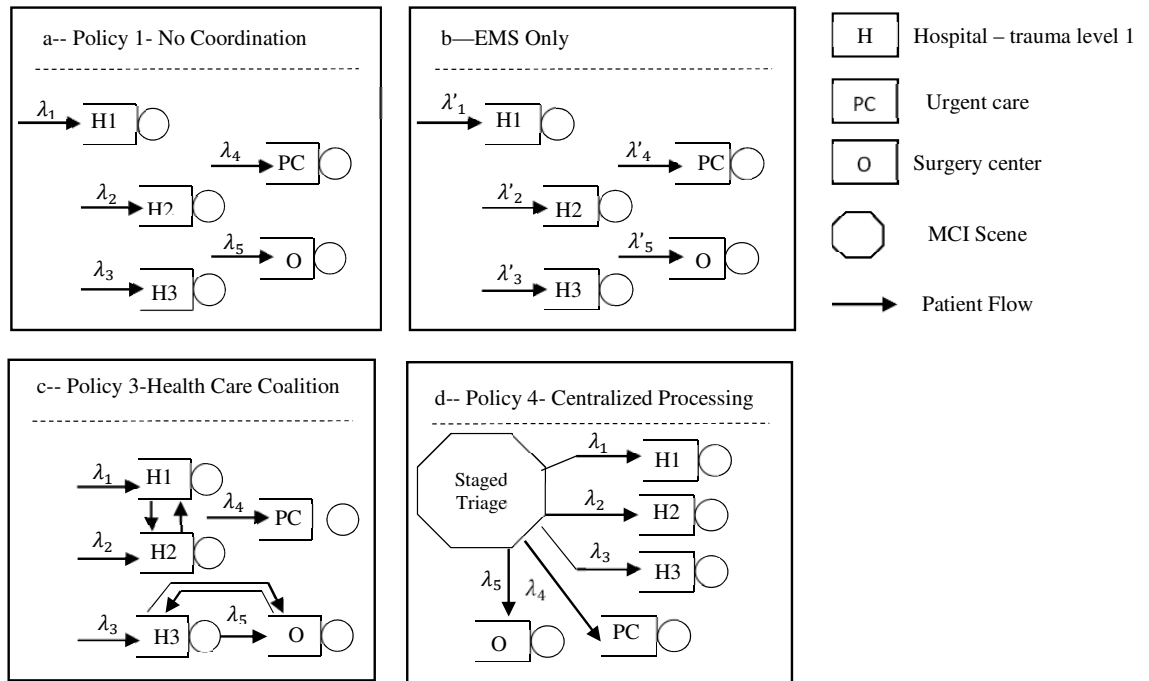 a-- Policy 1- No Coordination
λ1
H1
λ4
PC
λ2
H2
λ5
O
λ3
H3
b—EMS Only
λ'1
H1
λ'4
PC
λ'2
H2
λ'5
O
λ'3
H3
H
Hospital – trauma level 1
PC
Urgent care
O
Surgery center
MCI Scene
Patient Flow
c-- Policy 3-Health Care Coalition
λ1
H1
λ4
PC
λ2
H2
λ3
H3
λ5
O
d-- Policy 4- Centralized Processing
Staged
Triage
λ1
H1
λ2
H2
λ3
H3
λ5
λ4
O
PC